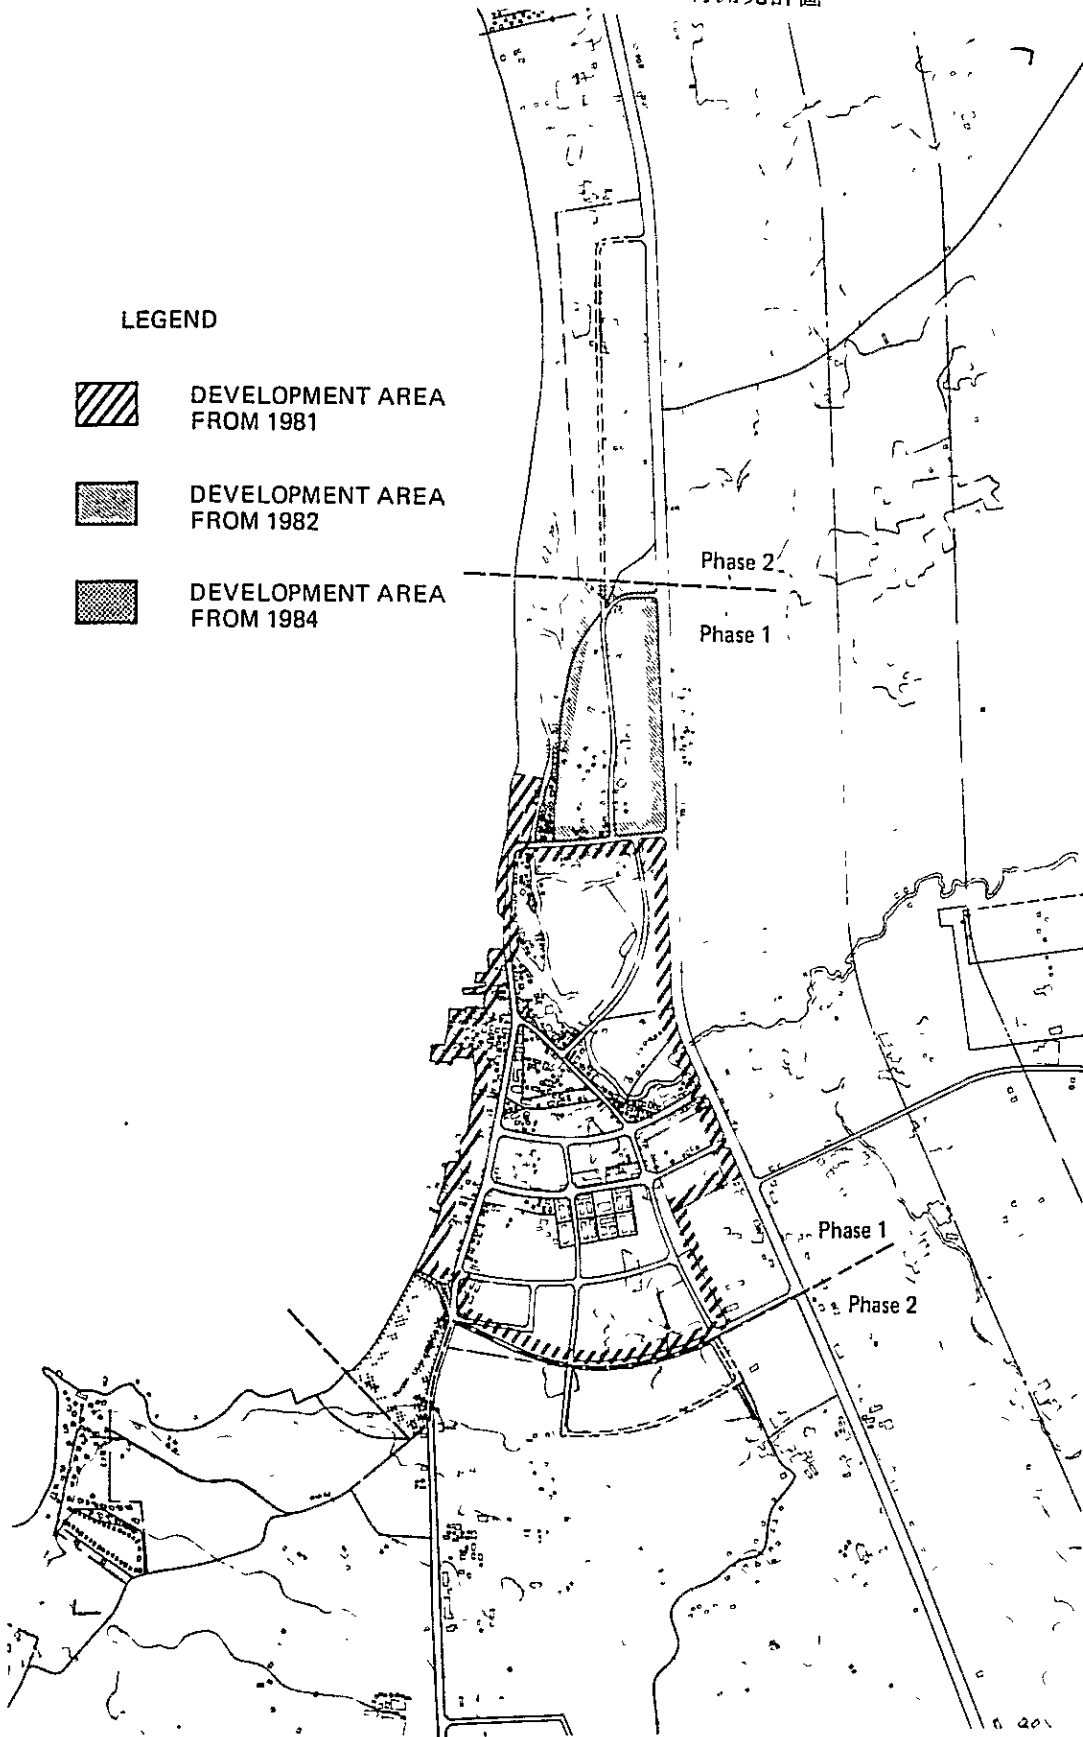 LEGEND
DEVELOPMENT AREA
FROM 1981
DEVELOPMENT AREA
FROM 1982
DEVELOPMENT AREA
FROM 1984
Phase 2
Phase 1
Phase 1
Phase 2